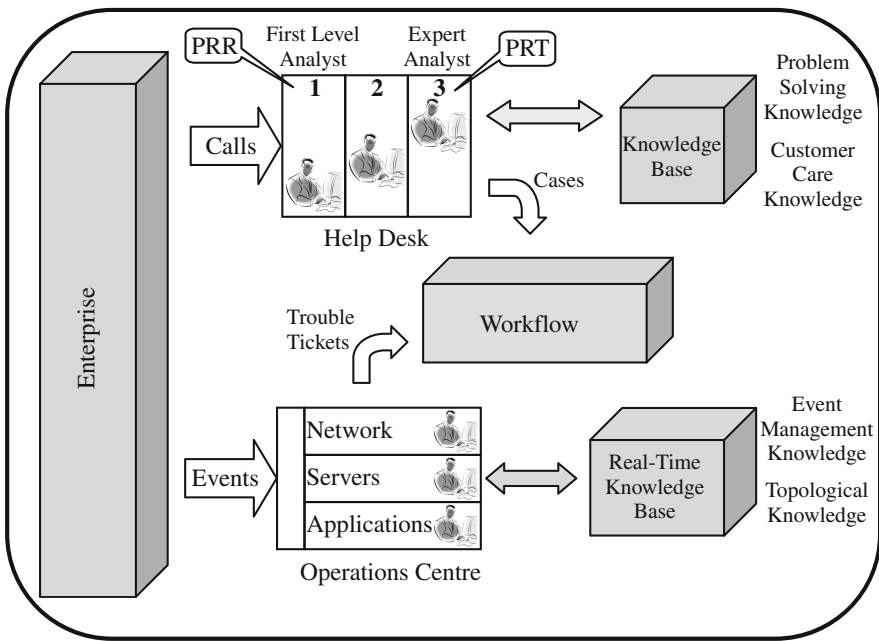 PRR
First Level
Analyst
Expert
Analyst
PRT
1
2
3
Problem
Solving
Knowledge
Customer
Care
Knowledge
Calls
Knowledge
Base
Cases
Help Desk
Enterprise
Workflow
Trouble
Tickets
Events
Network
Servers
Applications
Operations Centre
Real-Time
Knowledge
Base
Event
Management
Knowledge
Topological
Knowledge